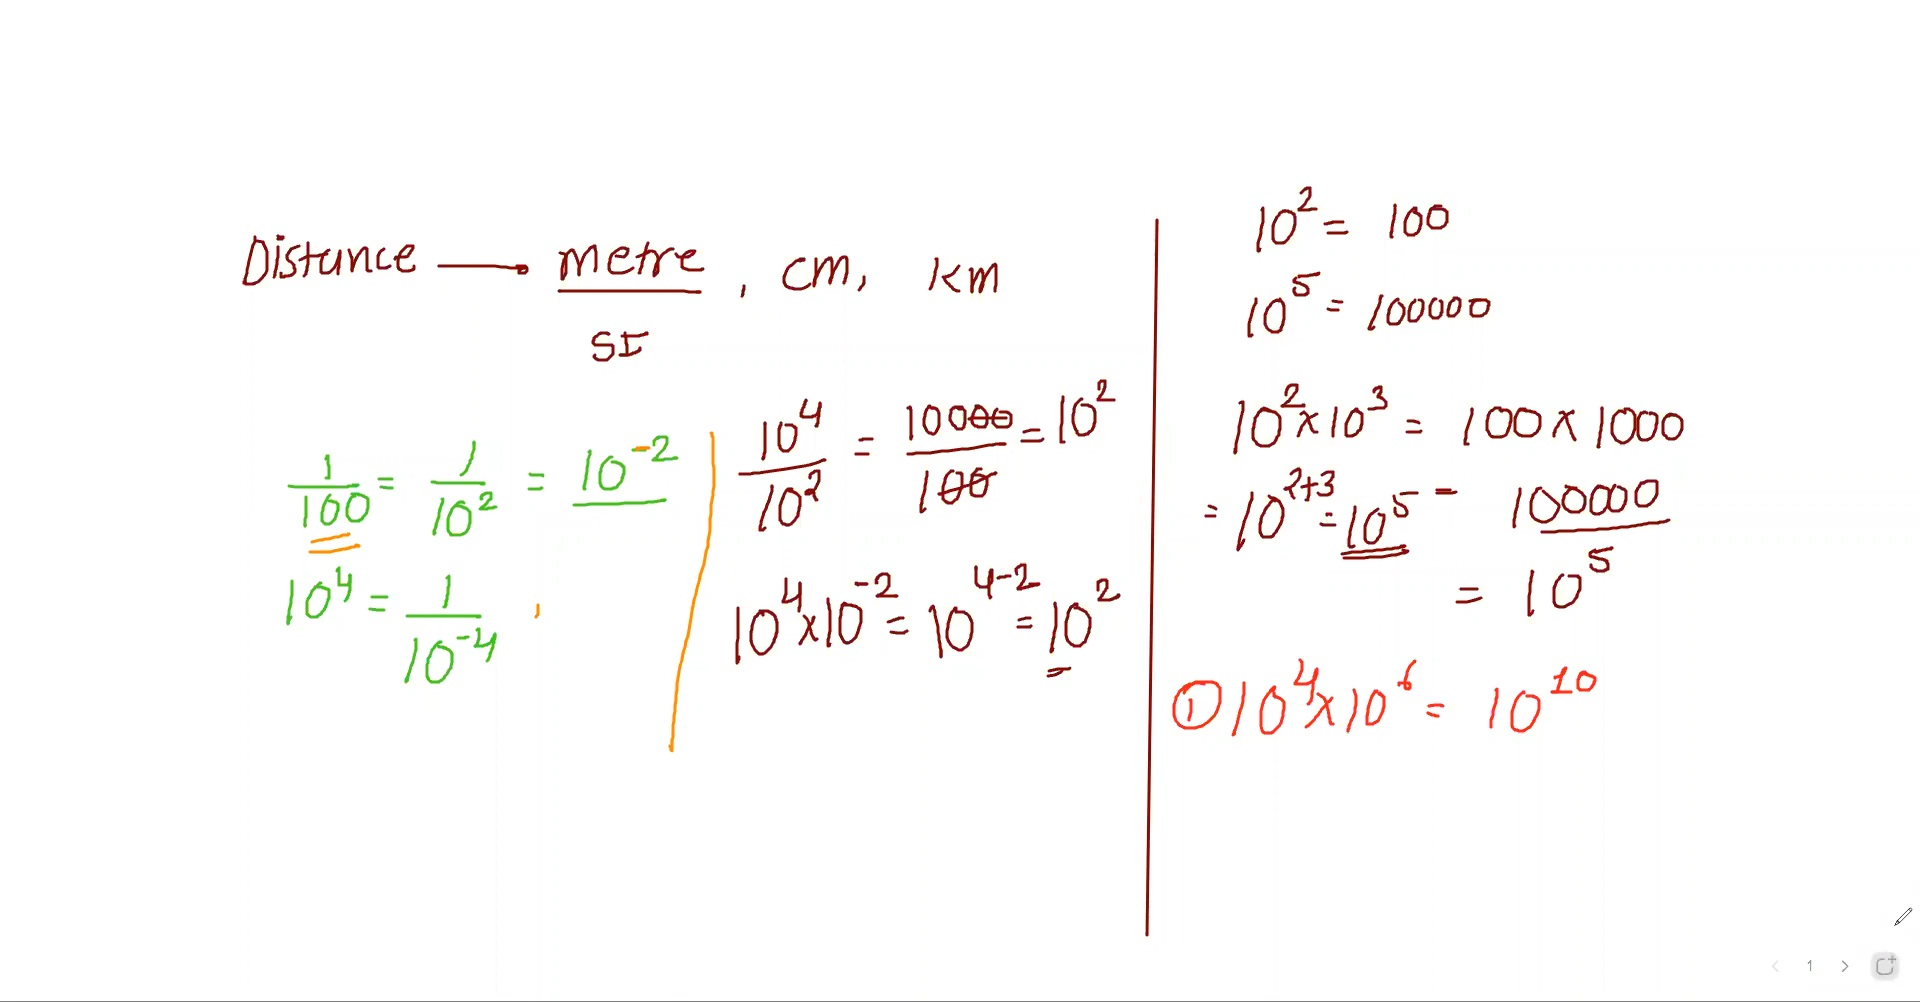 Distance → metre, cm, km
SI
1/100 = 1/10² = 10⁻²
10⁴ = 1/10⁻⁴ ,
10⁴/10² = 10000/100 = 10²
10⁴×10⁻² = 10⁴⁻² = 10²
10² = 100
10⁵ = 100000
10²×10³ = 100×1000
= 10²⁺³ = 10⁵ - 100000
= 10⁵
① 10⁴×10⁶ = 10¹⁰
1